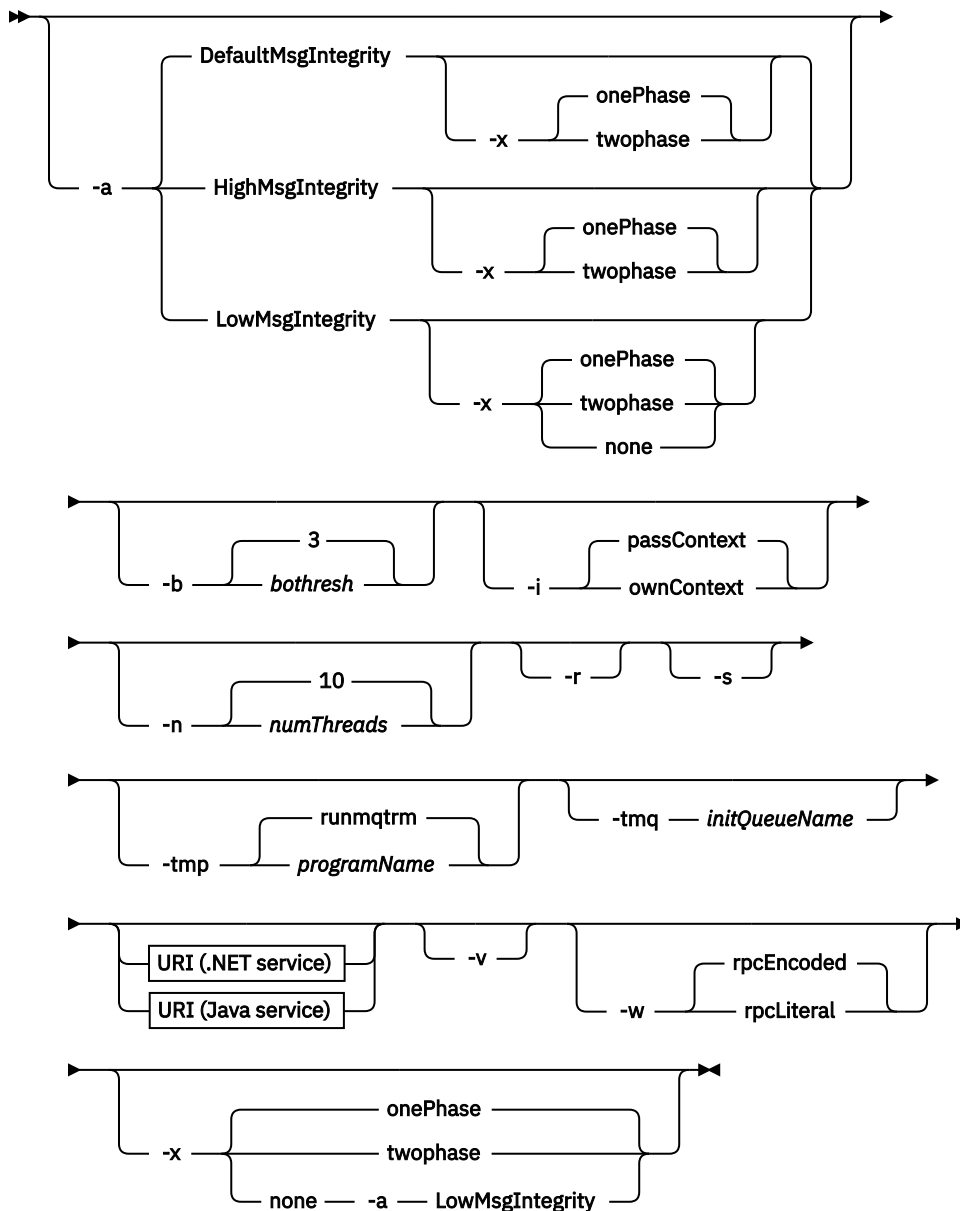 DefaultMsgIntegrity
onePhase
-x twophase
-a HighMsgIntegrity
onePhase
-x twophase
LowMsgIntegrity
onePhase
-x twophase
none
3 passContext
-b bothresh -i ownContext
10 -r -s
-n numThreads
runmqtrm -tmq initQueueName
-tmp programName
URI (.NET service) -v rpcEncoded
URI (Java service) -w rpcLiteral
onePhase
-x twophase
none -a LowMsgIntegrity